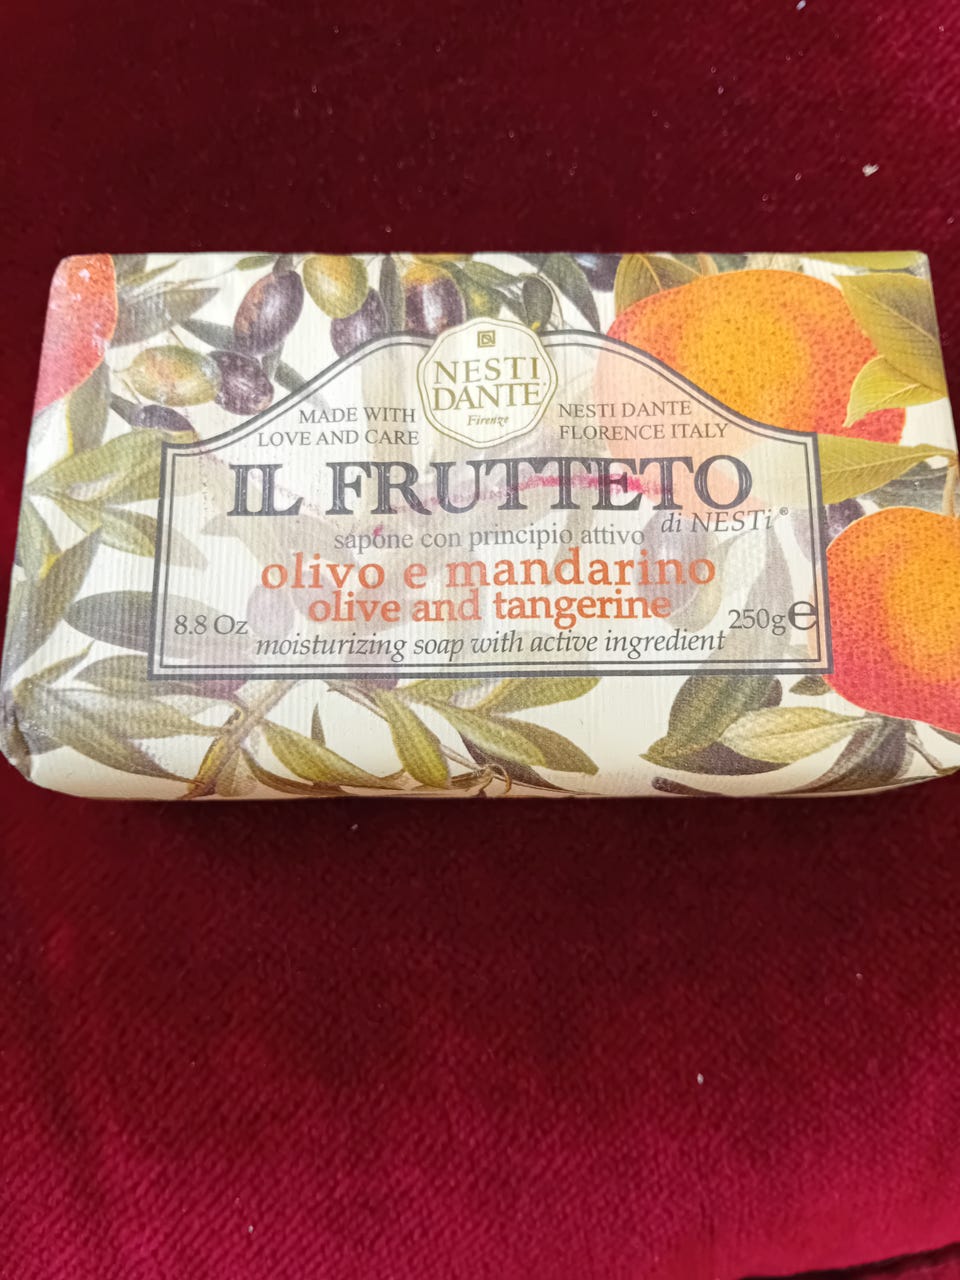 NESTI
DANTE®
Firenze
MADE WITH
LOVE AND CARE
NESTI DANTE
FLORENCE ITALY
IL FRUTTETO
di NESTi®
sapone con principio attivo
olivo e mandarino
olive and tangerine
8.8 Oz
250g℮
moisturizing soap with active ingredient